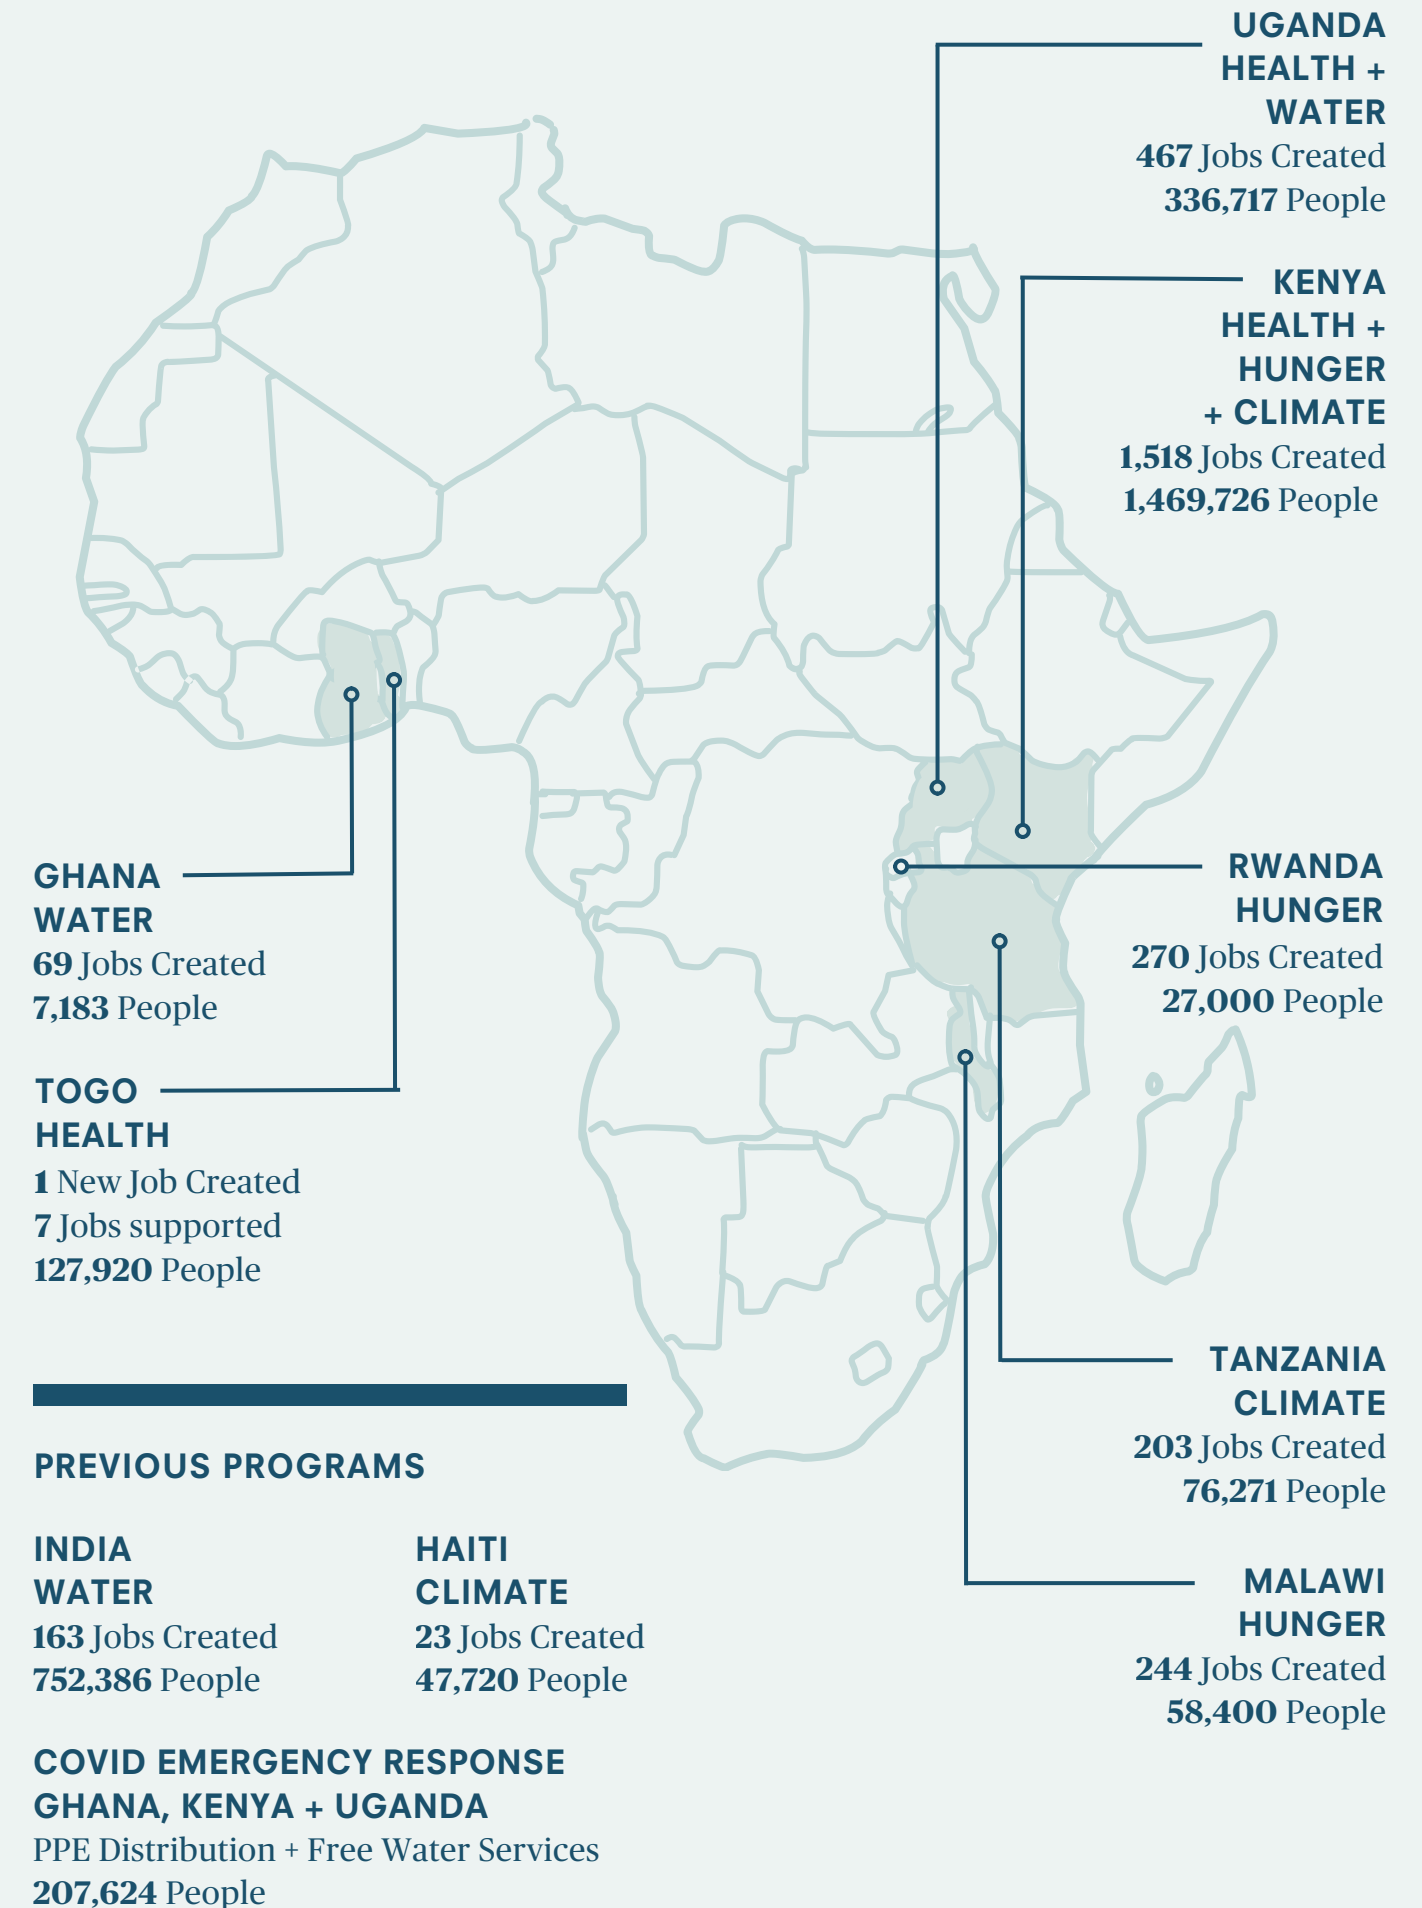 UGANDA
HEALTH +
WATER
467 Jobs Created
336,717 People
KENYA
HEALTH +
HUNGER
+ CLIMATE
1,518 Jobs Created
1,469,726 People
GHANA
WATER
69 Jobs Created
7,183 People
RWANDA
HUNGER
270 Jobs Created
27,000 People
TOGO
HEALTH
1 New Job Created
7 Jobs supported
127,920 People
TANZANIA
CLIMATE
203 Jobs Created
76,271 People
MALAWI
HUNGER
244 Jobs Created
58,400 People
PREVIOUS PROGRAMS
INDIA
WATER
163 Jobs Created
752,386 People
HAITI
CLIMATE
23 Jobs Created
47,720 People
COVID EMERGENCY RESPONSE
GHANA, KENYA + UGANDA
PPE Distribution + Free Water Services
207,624 People